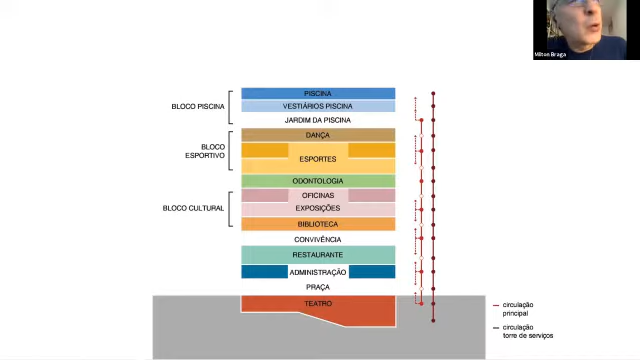 Milton Braga
PISCINA
BLOCO PISCINA
VESTIÁRIOS PISCINA
JARDIM DA PISCINA
DANÇA
BLOCO
ESPORTIVO
ESPORTES
ODONTOLOGIA
OFICINAS
BLOCO CULTURAL
EXPOSIÇÕES
BIBLIOTECA
CONVIVÊNCIA
RESTAURANTE
ADMINISTRAÇÃO
PRAÇA
TEATRO
circulação
principal
circulação
torre de serviços